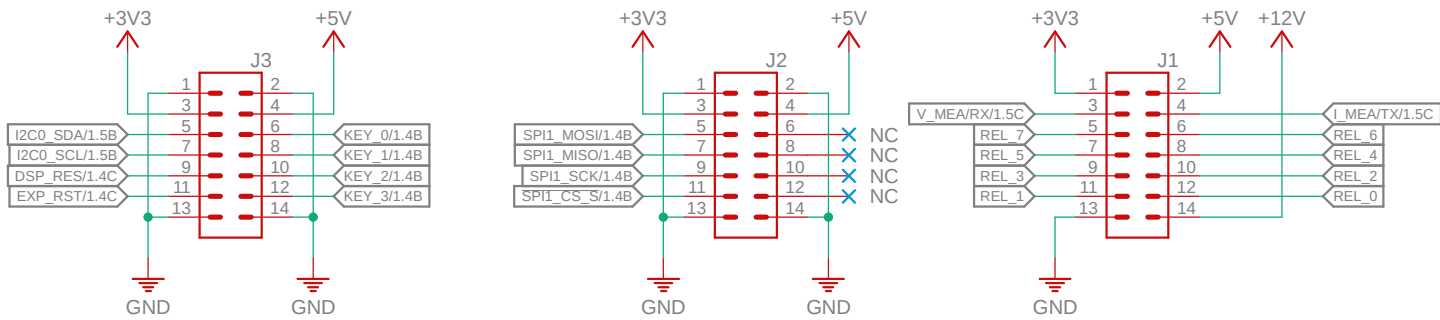 +3V3 +5V +3V3 +5V +3V3 +5V +12V
J3 J2 J1
1 2 1 2 1 2
3 4 3 4 V_MEA/RX/1.5C 3 4 I_MEA/TX/1.5C
I2C0_SDA/1.5B 5 6 KEY_0/1.4B SPI1_MOSI/1.4B 5 6 NC REL_7 5 6 REL_6
I2C0_SCL/1.5B 7 8 KEY_1/1.4B SPI1_MISO/1.4B 7 8 NC REL_5 7 8 REL_4
DSP_RES/1.4C 9 10 KEY_2/1.4B SPI1_SCK/1.4B 9 10 NC REL_3 9 10 REL_2
EXP_RST/1.4C 11 12 KEY_3/1.4B SPI1_CS_S/1.4B 11 12 NC REL_1 11 12 REL_0
13 14 13 14 13 14
GND GND GND GND GND